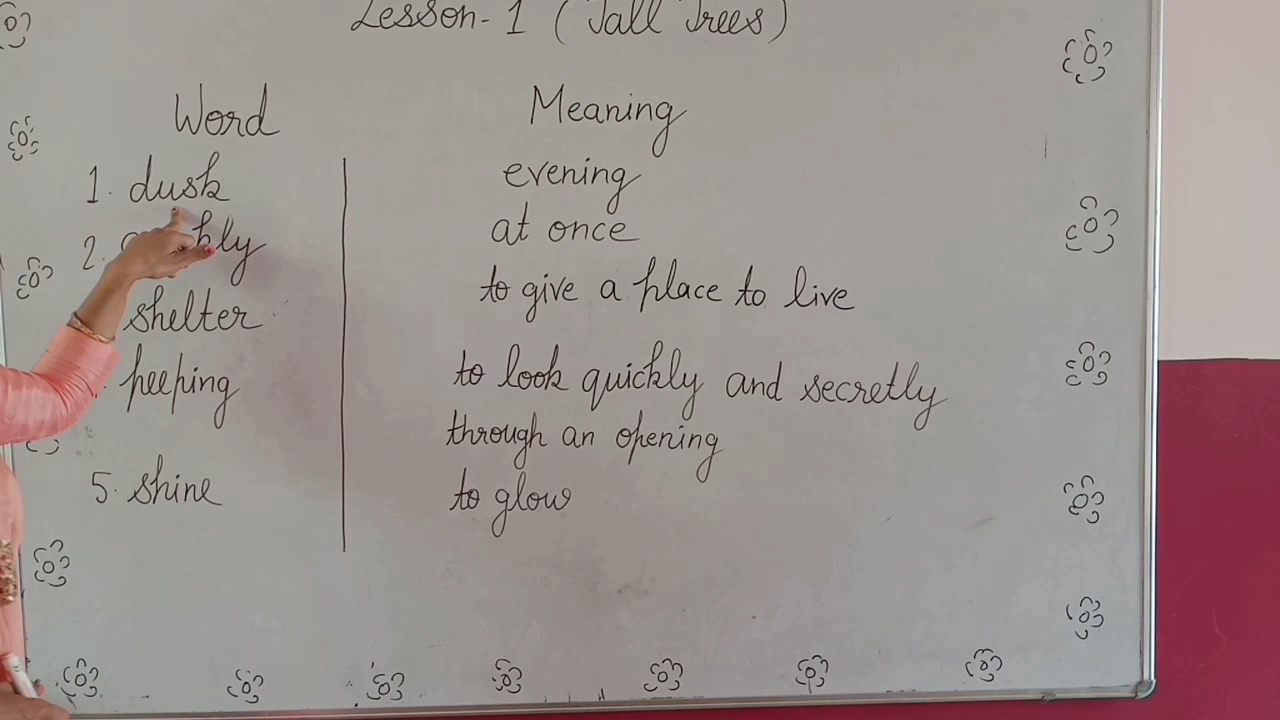 Lesson-1 (Tall Trees)
Word Meaning
1. dusk evening
2. at once
shelter to give a place to live
peeping to look quickly and secretly
through an opening
5. shine to glow